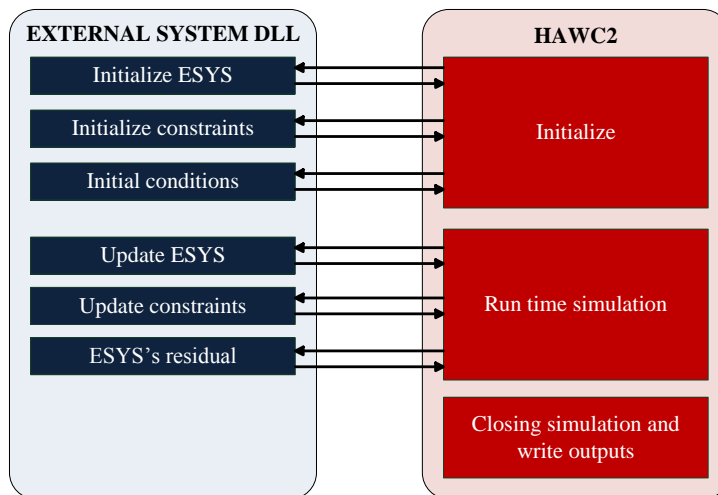 EXTERNAL SYSTEM DLL
Initialize ESYS
Initialize constraints
Initial conditions
Update ESYS
Update constraints
ESYS's residual
HAWC2
Initialize
Run time simulation
Closing simulation and
write outputs